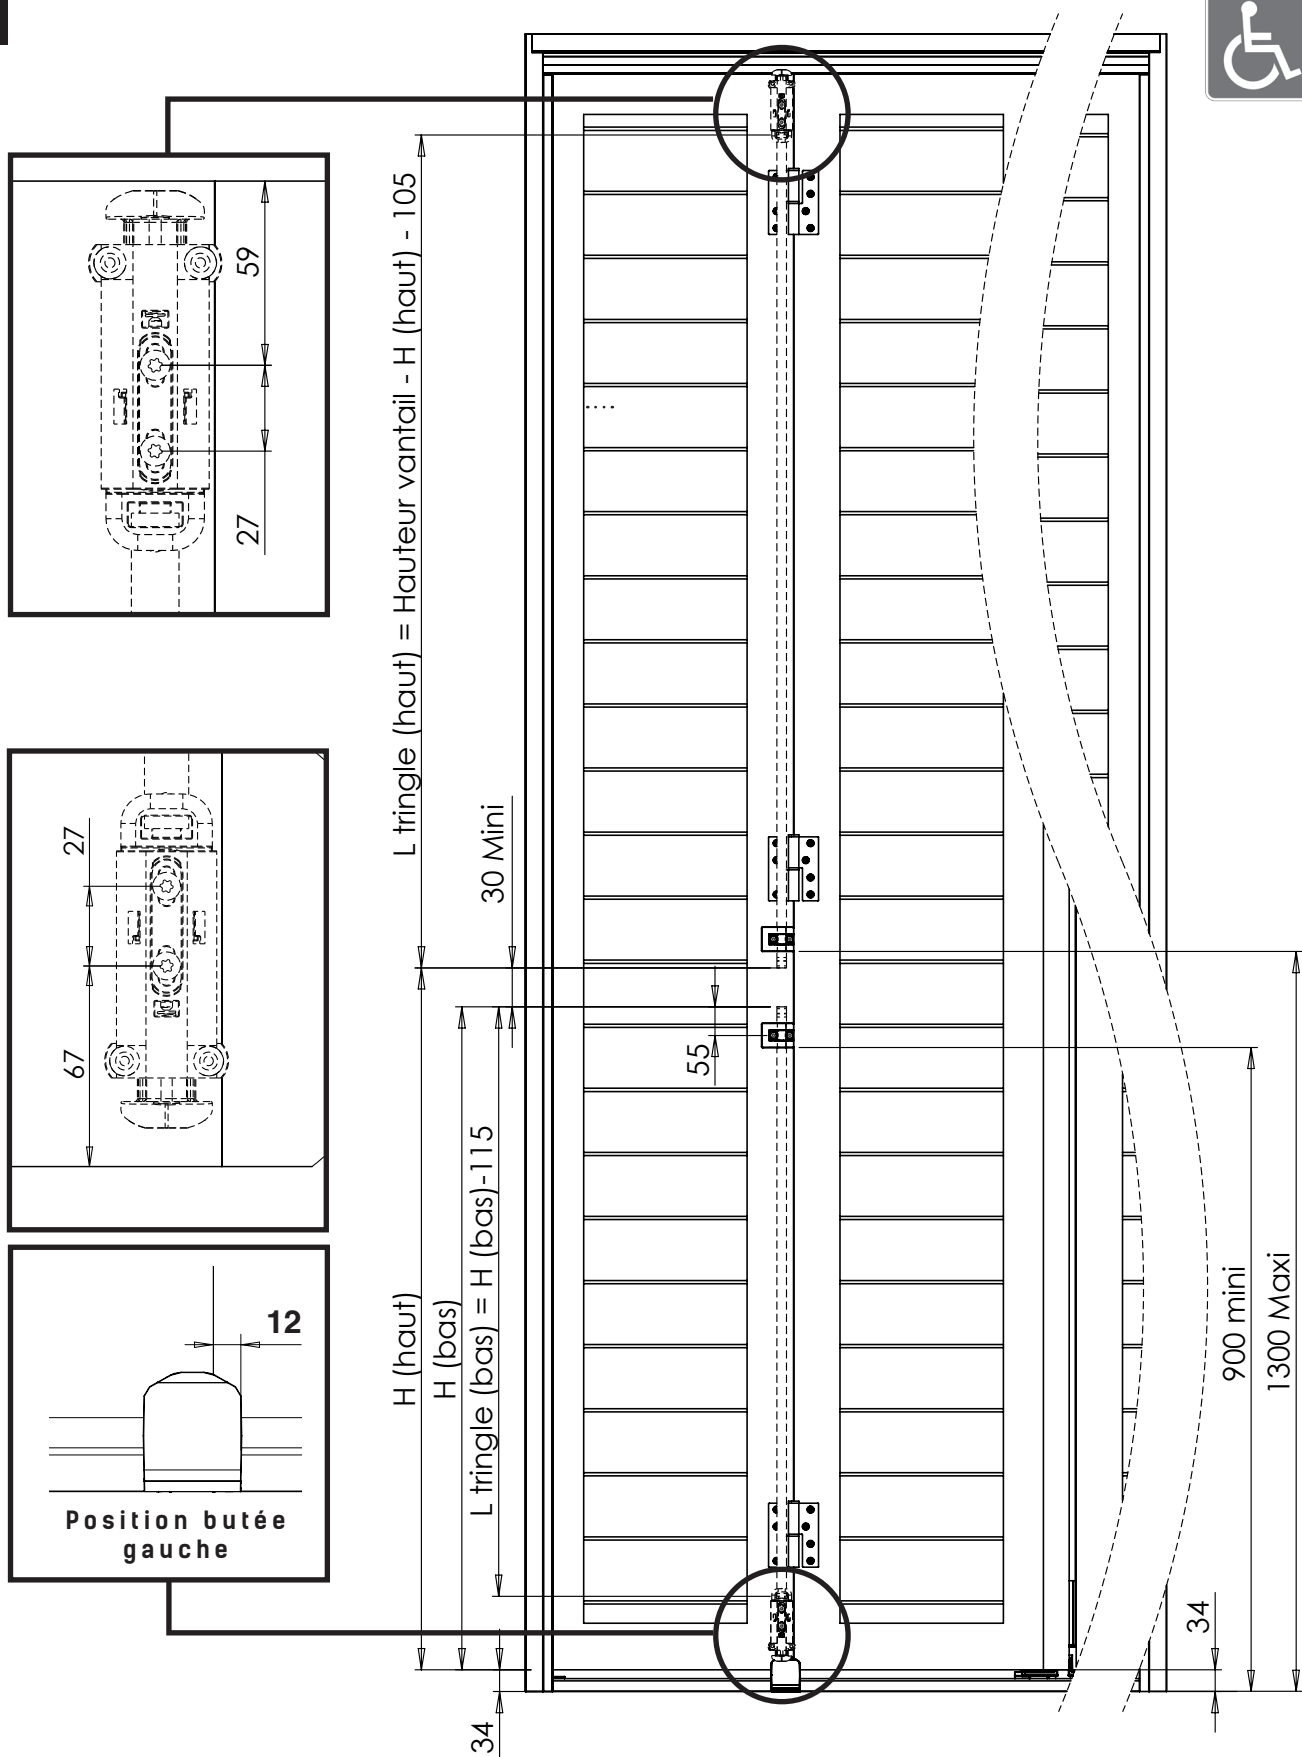 59
27
L tringle (haut) = Hauteur vantail - H (haut) - 105
30 Mini
27
67
55
H (haut)
H (bas)
L tringle (bas) = H (bas)-115
12
Position butée
gauche
900 mini
1300 Maxi
34
34